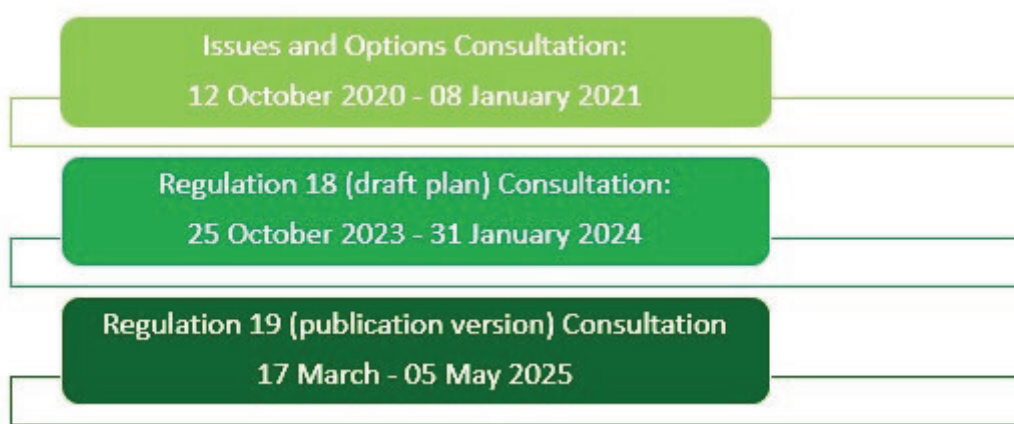 Issues and Options Consultation:
12 October 2020 - 08 January 2021
Regulation 18 (draft plan) Consultation:
25 October 2023 - 31 January 2024
Regulation 19 (publication version) Consultation
17 March - 05 May 2025